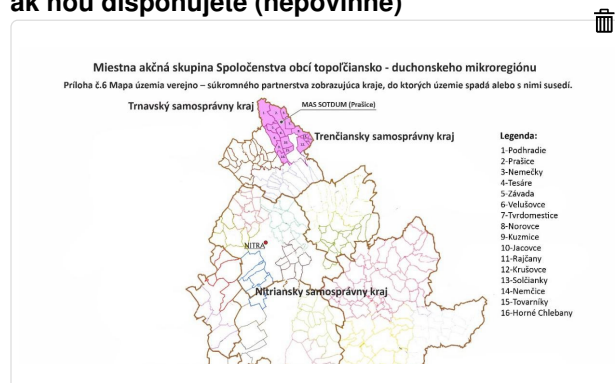 ak nou disponujete (nepovinné)
Miestna akčná skupina Spoločenstva obcí topoľčiansko - duchonskeho mikroregiónu
Príloha č.6 Mapa územia verejno – súkromného partnerstva zobrazujúca kraje, do ktorých územie spadá alebo s nimi susedí.
Trnavský samosprávny kraj
MAS SOTDUM (Prašice)
Trenčiansky samosprávny kraj
NITRA
Nitriansky samosprávny kraj
Legenda:
1-Podhradie
2-Prašice
3-Nemečky
4-Tesáre
5-Závada
6-Velušovce
7-Tvrdomestice
8-Norovce
9-Kuzmice
10-Jacovce
11-Rajčany
12-Krušovce
13-Solčianky
14-Nemčice
15-Tovarníky
16-Horné Chlebany